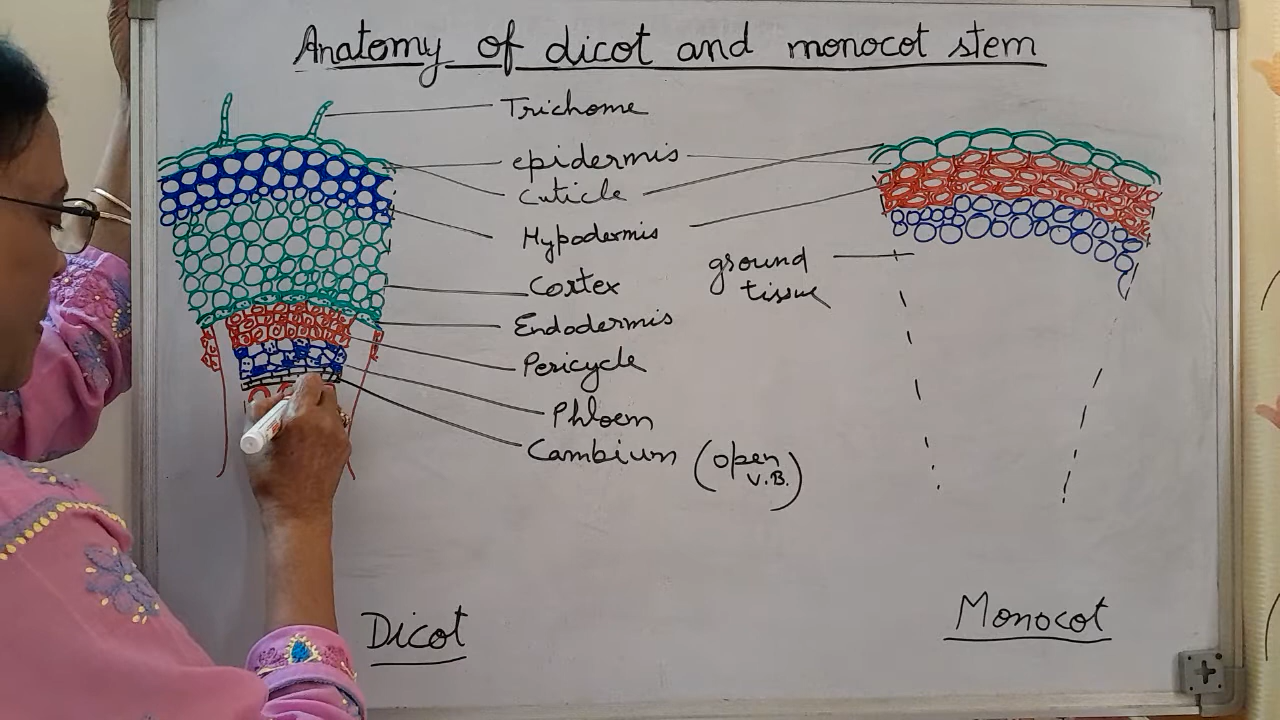 Anatomy of dicot and monocot stem
Trichome
epidermis
Cuticle
Hypodermis
ground
tissue
Cortex
Endodermis
Pericycle
Phloem
Cambium (open
V.B.)
Dicot
Monocot